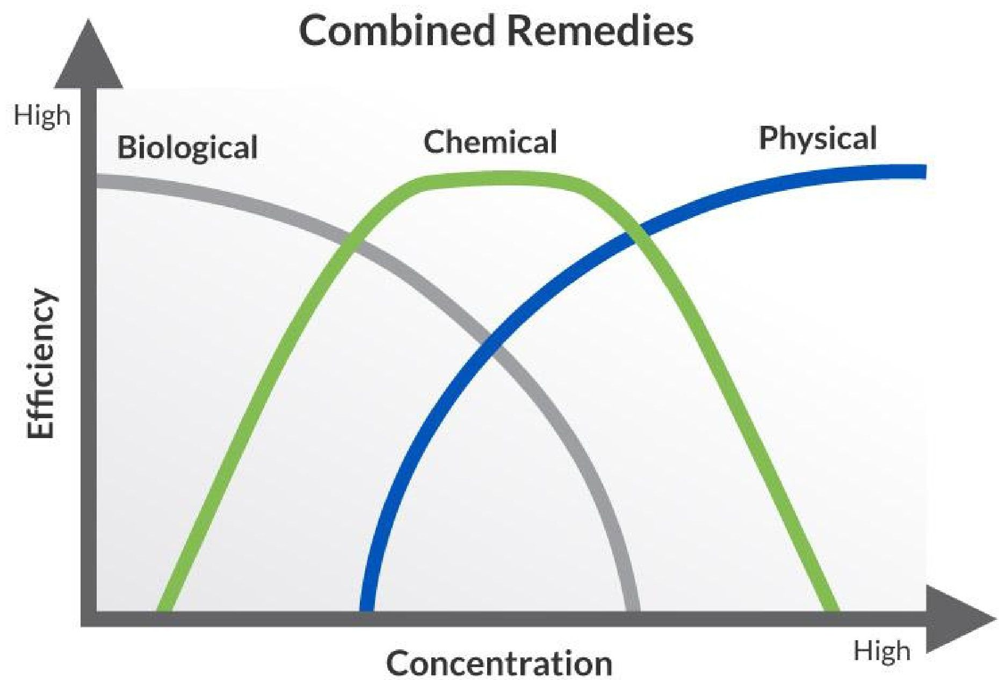 Combined Remedies
High
Biological
Chemical
Physical
Efficiency
High
Concentration